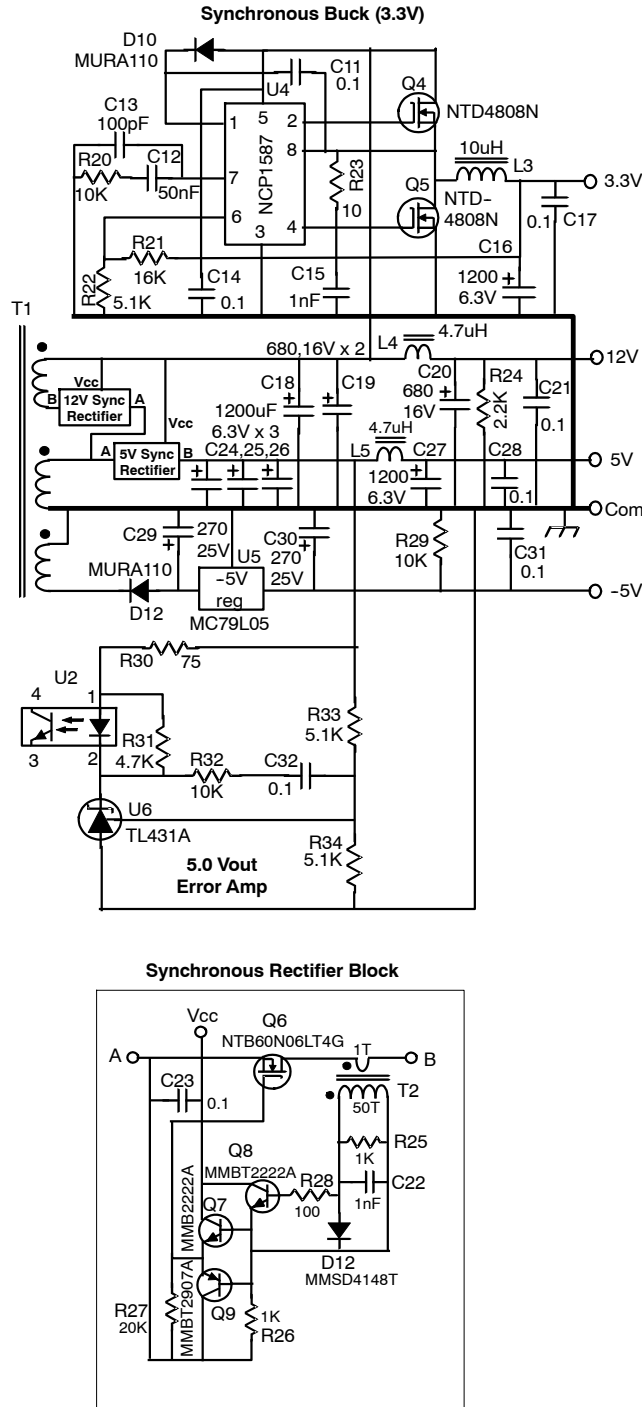 Synchronous Buck (3.3V)
D10
MURA110
C11
0.1
U4
Q4
NTD4808N
C13
100pF
1
5
2
8
7
6
3
4
NCP1587
R20
10K
C12
50nF
R23
10
10uH
L3
3.3V
Q5
NTD-
4808N
0.1
C17
R21
16K
R22
5.1K
C14
0.1
C15
1nF
C16
1200
6.3V
+
T1
680,16V x 2
L4
4.7uH
12V
Vcc
B
12V Sync
Rectifier
A
Vcc
C18
+
C19
+
C20
680
16V
+
R24
2.2K
C21
0.1
1200uF
6.3V x 3
C24,25,26
+
+
+
A
5V Sync
Rectifier
B
4.7uH
L5
C27
1200
6.3V
+
C28
0.1
5V
Com
C29
+
270
25V
U5
C30
+
270
25V
R29
10K
C31
0.1
MURA110
D12
-5V
reg
MC79L05
-5V
R30
75
U2
4
1
3
2
R31
4.7K
R32
10K
C32
0.1
R33
5.1K
U6
TL431A
R34
5.1K
5.0 Vout
Error Amp
Synchronous Rectifier Block
Vcc
Q6
NTB60N06LT4G
A
B
1T
T2
50T
C23
0.1
R25
1K
Q8
MMBT2222A
R28
100
C22
1nF
MMB2222A
Q7
D12
MMSD4148T
MMBT2907A
Q9
R27
20K
1K
R26